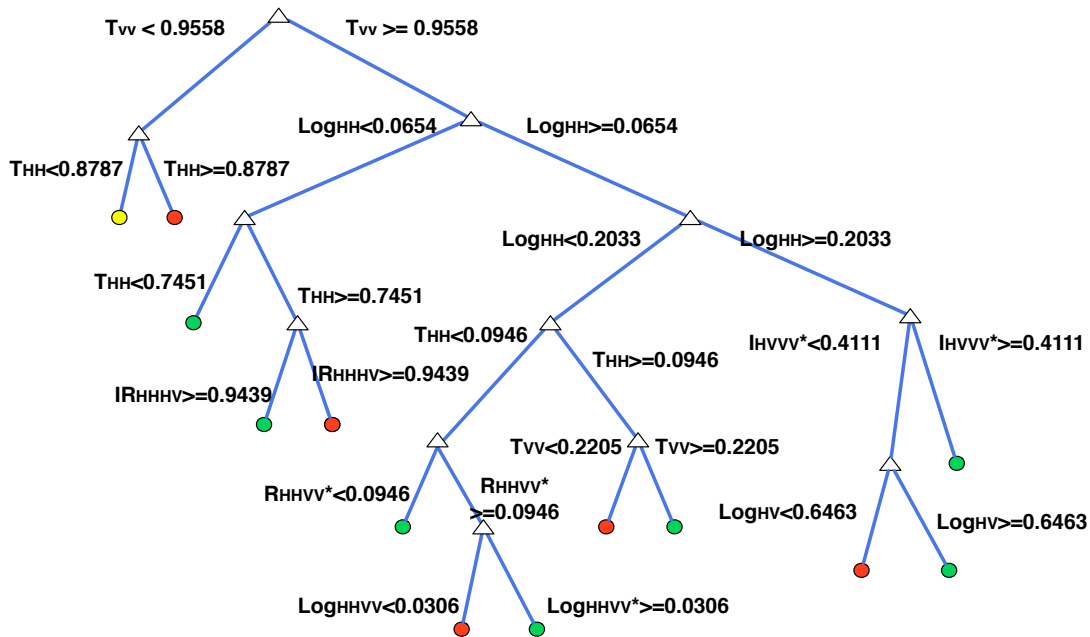 Tvv < 0.9558
Tvv >= 0.9558
LogHH<0.0654
LogHH>=0.0654
THH<0.8787
THH>=0.8787
LogHH<0.2033
LogHH>=0.2033
THH<0.7451
THH>=0.7451
THH<0.0946
THH>=0.0946
IHVVV*<0.4111
IHVVV*>=0.4111
IRHHHV>=0.9439
IRHHHV>=0.9439
TVV<0.2205
TVV>=0.2205
RHHVV*<0.0946
RHHVV*
>=0.0946
LogHV<0.6463
LogHV>=0.6463
LogHHVV<0.0306
LogHHVV*>=0.0306